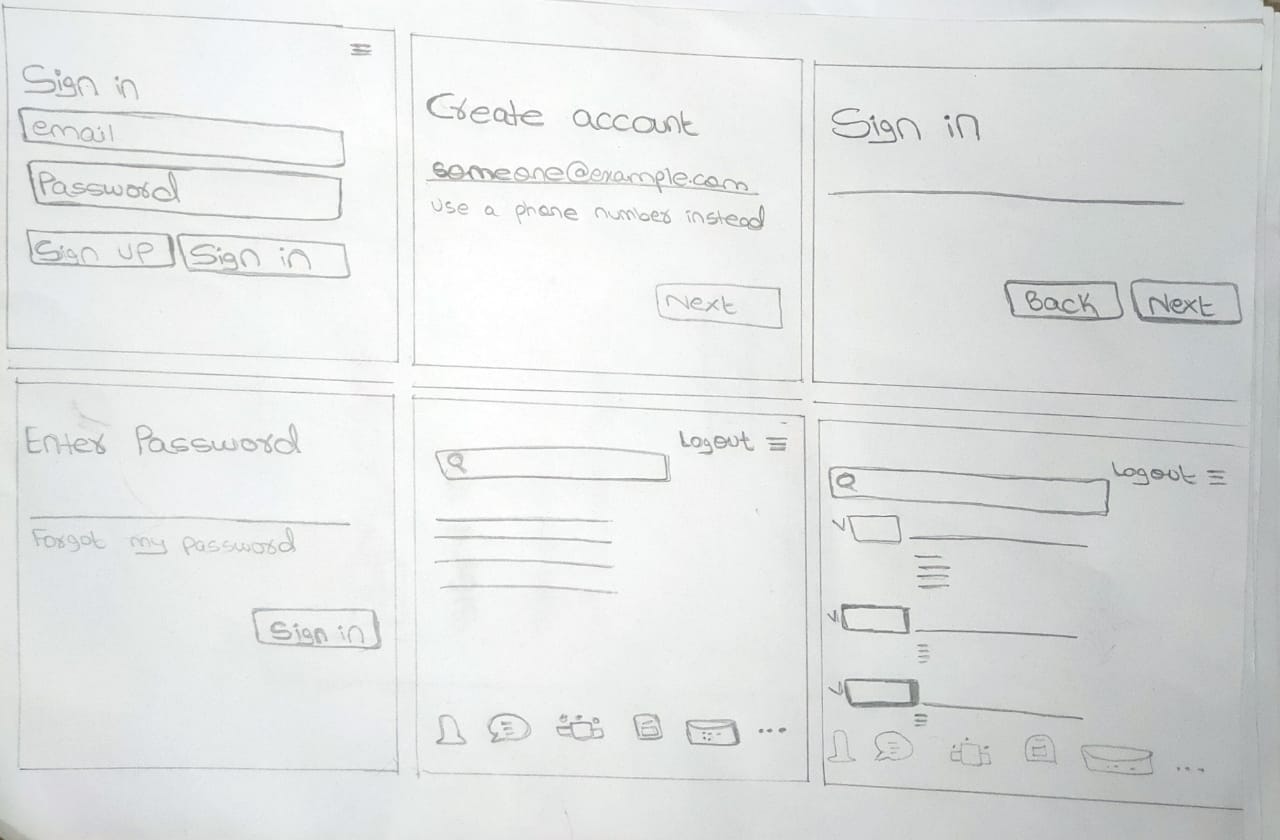 Sign in
email
Password
Sign up Sign in
Create account
someone@example.com
use a phone number instead
Next
Sign in
Back Next
Enter Password
Forgot my password
Sign in
Logout
Logout